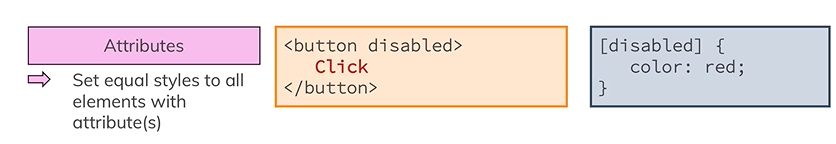 Attributes
Set equal styles to all
elements with
attribute(s)
<button disabled>
Click
</button>
[disabled] {
color: red;
}